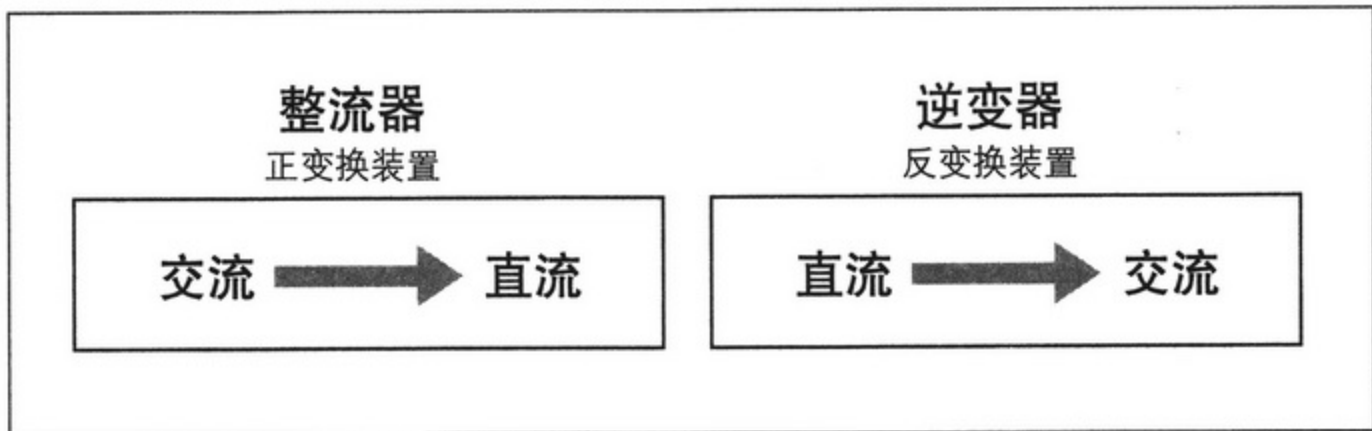 整流器
正变换装置
交流 直流
逆变器
反变换装置
直流 交流